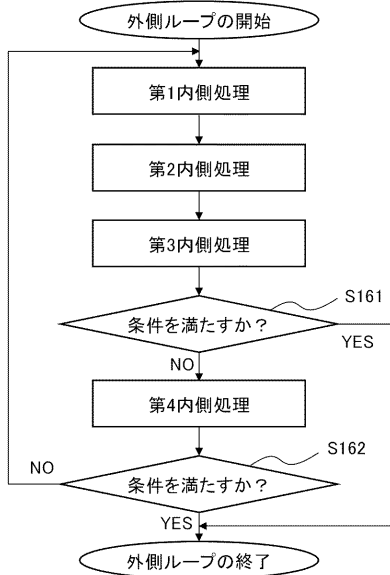 外側ループの開始
第1内側処理
第2内側処理
第3内側処理
S161
条件を満たすか？
YES
NO
第4内側処理
S162
NO
条件を満たすか？
YES
外側ループの終了